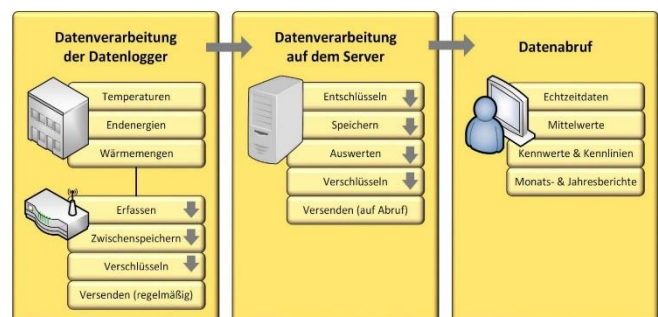 Datenverarbeitung
der Datenlogger
Temperaturen
Endenergien
Wärmemengen
Erfassen
Zwischenspeichern
Verschlüsseln
Versenden (regelmäßig)
Datenverarbeitung
auf dem Server
Entschlüsseln
Speichern
Auswerten
Verschlüsseln
Versenden (auf Abruf)
Datenabruf
Echtzeitdaten
Mittelwerte
Kennwerte & Kennlinien
Monats- & Jahresberichte